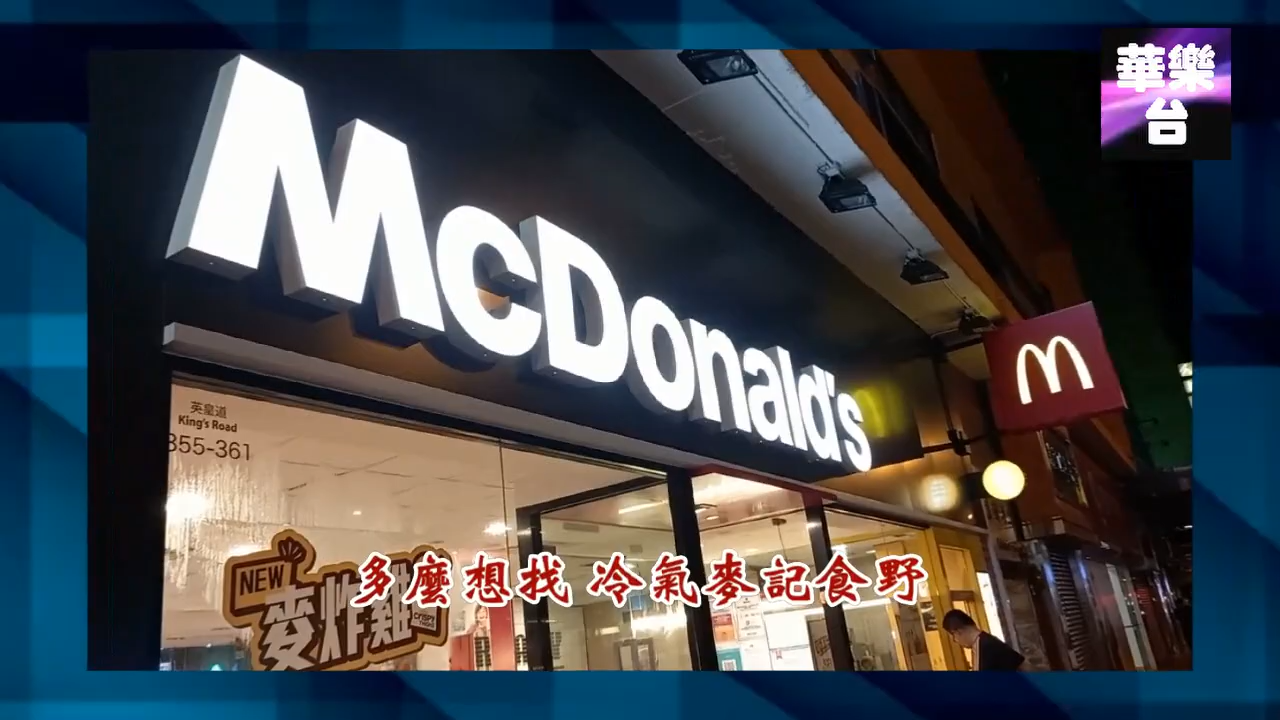 華樂
台
McDonald's
英皇道
King's Road
355-361
NEW
麥炸雞
CRISPY
多麼想找 冷氣麥記食野